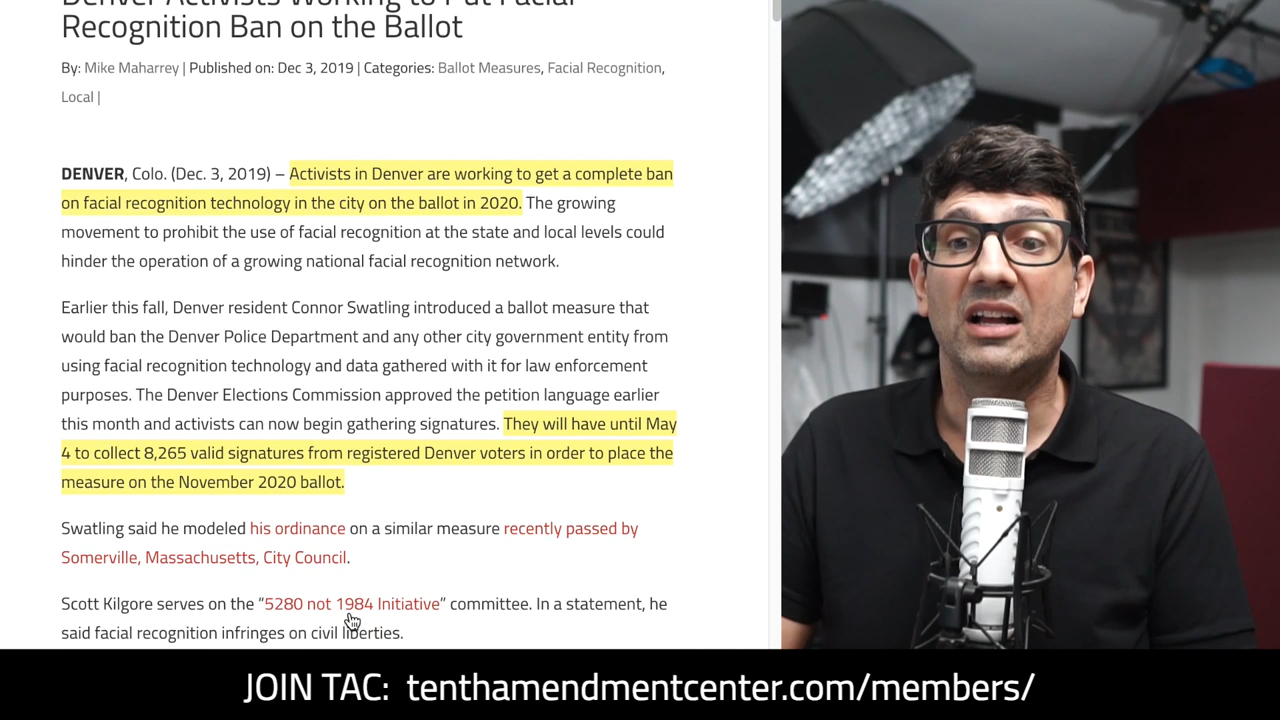 Denver Activists Working to Put Facial
Recognition Ban on the Ballot
By: Mike Maharrey | Published on: Dec 3, 2019 | Categories: Ballot Measures, Facial Recognition,
Local |
DENVER, Colo. (Dec. 3, 2019) – Activists in Denver are working to get a complete ban
on facial recognition technology in the city on the ballot in 2020. The growing
movement to prohibit the use of facial recognition at the state and local levels could
hinder the operation of a growing national facial recognition network.
Earlier this fall, Denver resident Connor Swatling introduced a ballot measure that
would ban the Denver Police Department and any other city government entity from
using facial recognition technology and data gathered with it for law enforcement
purposes. The Denver Elections Commission approved the petition language earlier
this month and activists can now begin gathering signatures. They will have until May
4 to collect 8,265 valid signatures from registered Denver voters in order to place the
measure on the November 2020 ballot.
Swatling said he modeled his ordinance on a similar measure recently passed by
Somerville, Massachusetts, City Council.
Scott Kilgore serves on the “5280 not 1984 Initiative” committee. In a statement, he
said facial recognition infringes on civil liberties.
JOIN TAC: tenthamendmentcenter.com/members/